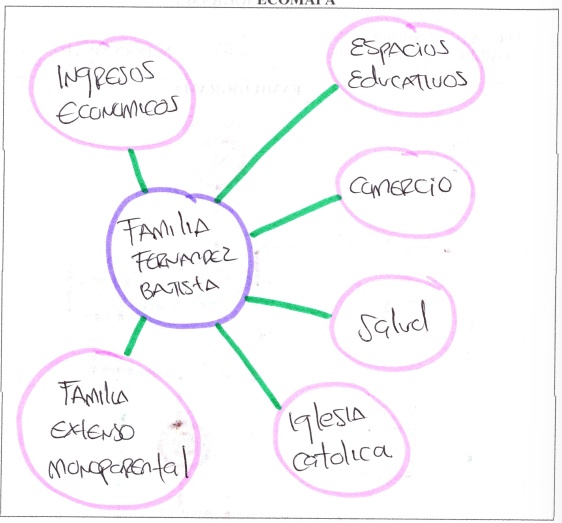 ECOMAPA
INGRESOS
ECONOMICOS
ESPACIOS
EDUCATIVOS
COMERCIO
FAMILIA
FERNANDEZ
BATISTA
Salud
FAMILIA
EXTENSO
MONOPARENtal
IglESIA
CATOLICA